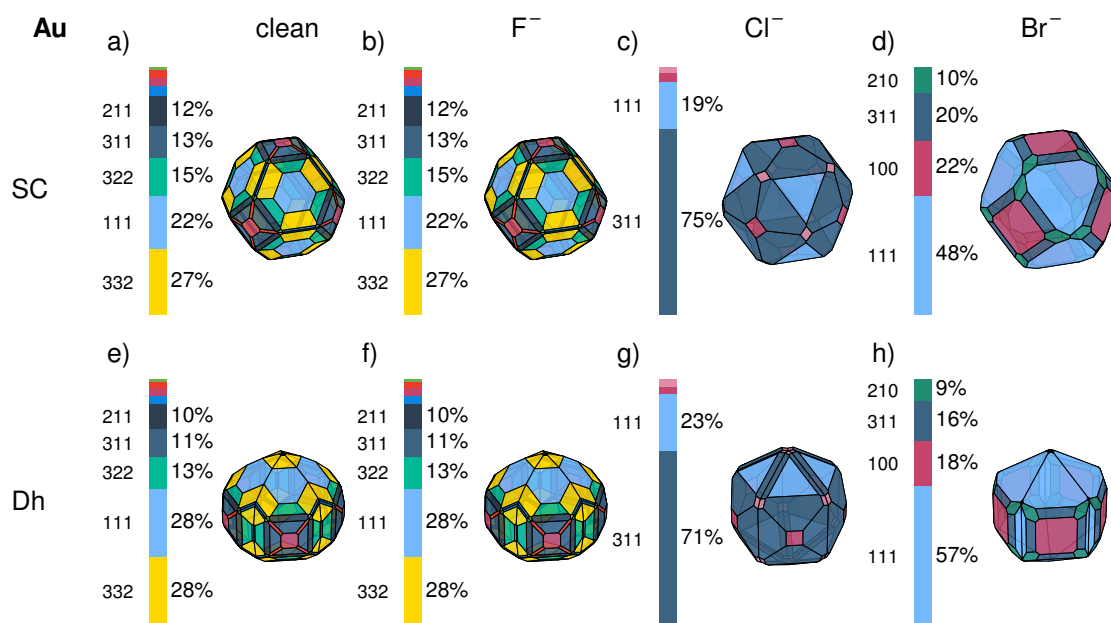 Au
a) clean
b) F⁻
c) Cl⁻
d) Br⁻
SC
211 12%
311 13%
322 15%
111 22%
332 27%
211 12%
311 13%
322 15%
111 22%
332 27%
111 19%
311 75%
210 10%
311 20%
100 22%
111 48%
e)
f)
g)
h)
Dh
211 10%
311 11%
322 13%
111 28%
332 28%
211 10%
311 11%
322 13%
111 28%
332 28%
111 23%
311 71%
210 9%
311 16%
100 18%
111 57%